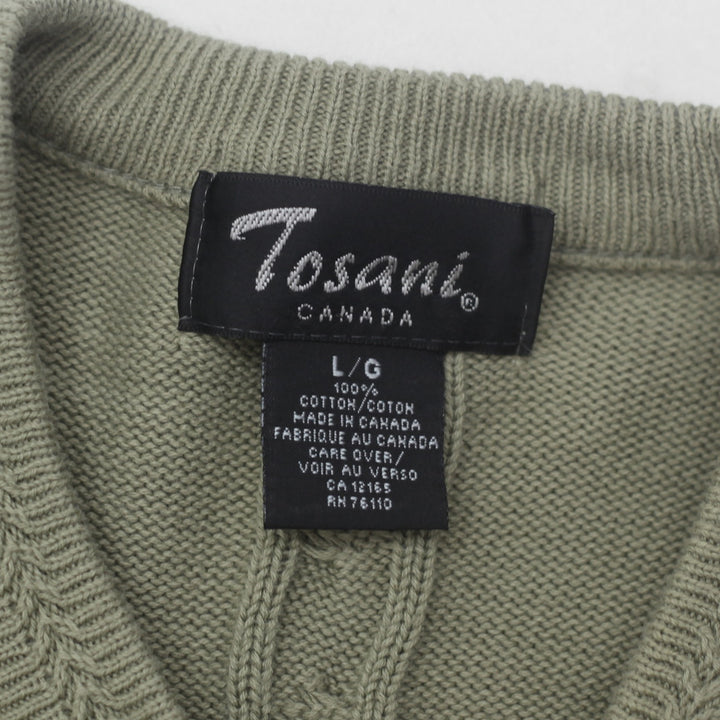 Tosani®
CANADA
L/G
100%
COTTON/COTON
MADE IN CANADA
FABRIQUE AU CANADA
CARE OVER/
VOIR AU VERSO
CA 12165
RN 76110